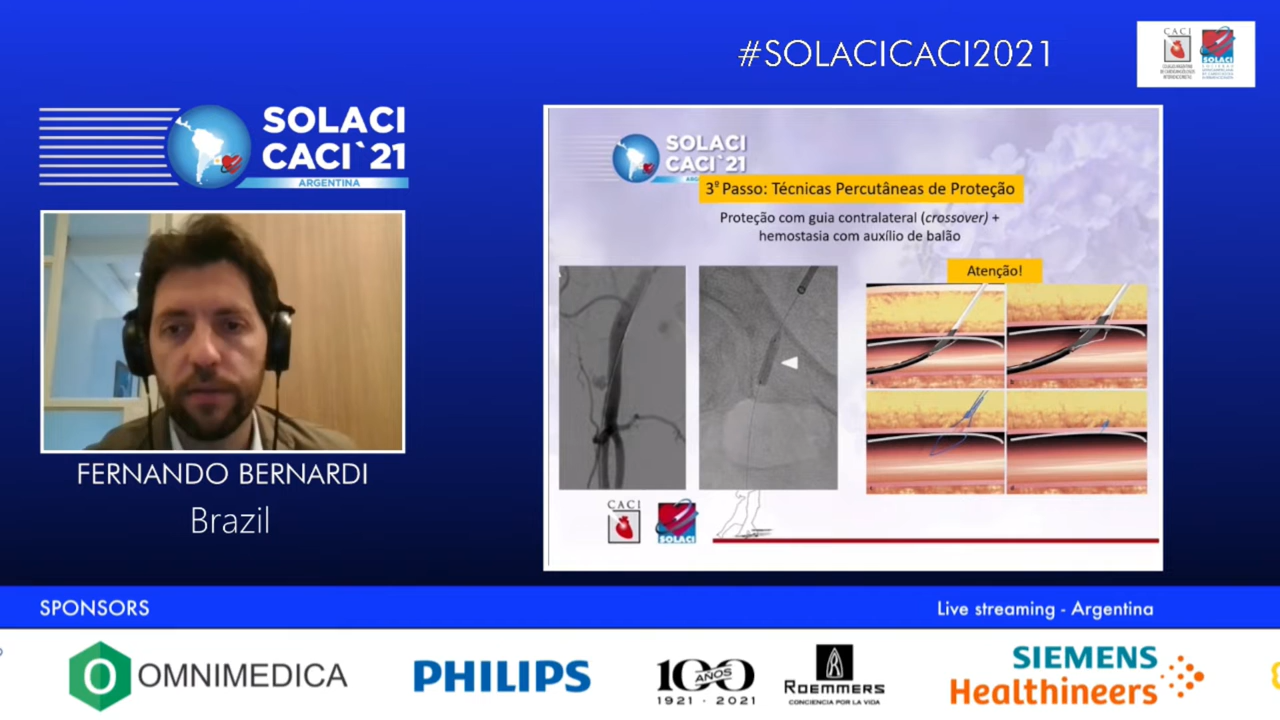 #SOLACICACI2021
CACI
SOLACI
SOLACI
CACI`21
ARGENTINA
SOLACI
CACI`21
3º Passo: Técnicas Percutâneas de Proteção
Proteção com guia contralateral (crossover) +
hemostasia com auxílio de balão
Atenção!
CACI
SOLACI
FERNANDO BERNARDI
Brazil
SPONSORS
Live streaming - Argentina
OMNIMEDICA
PHILIPS
100
AÑOS
1921 · 2021
ROEMMERS
CONCIENCIA POR LA VIDA
SIEMENS
Healthineers